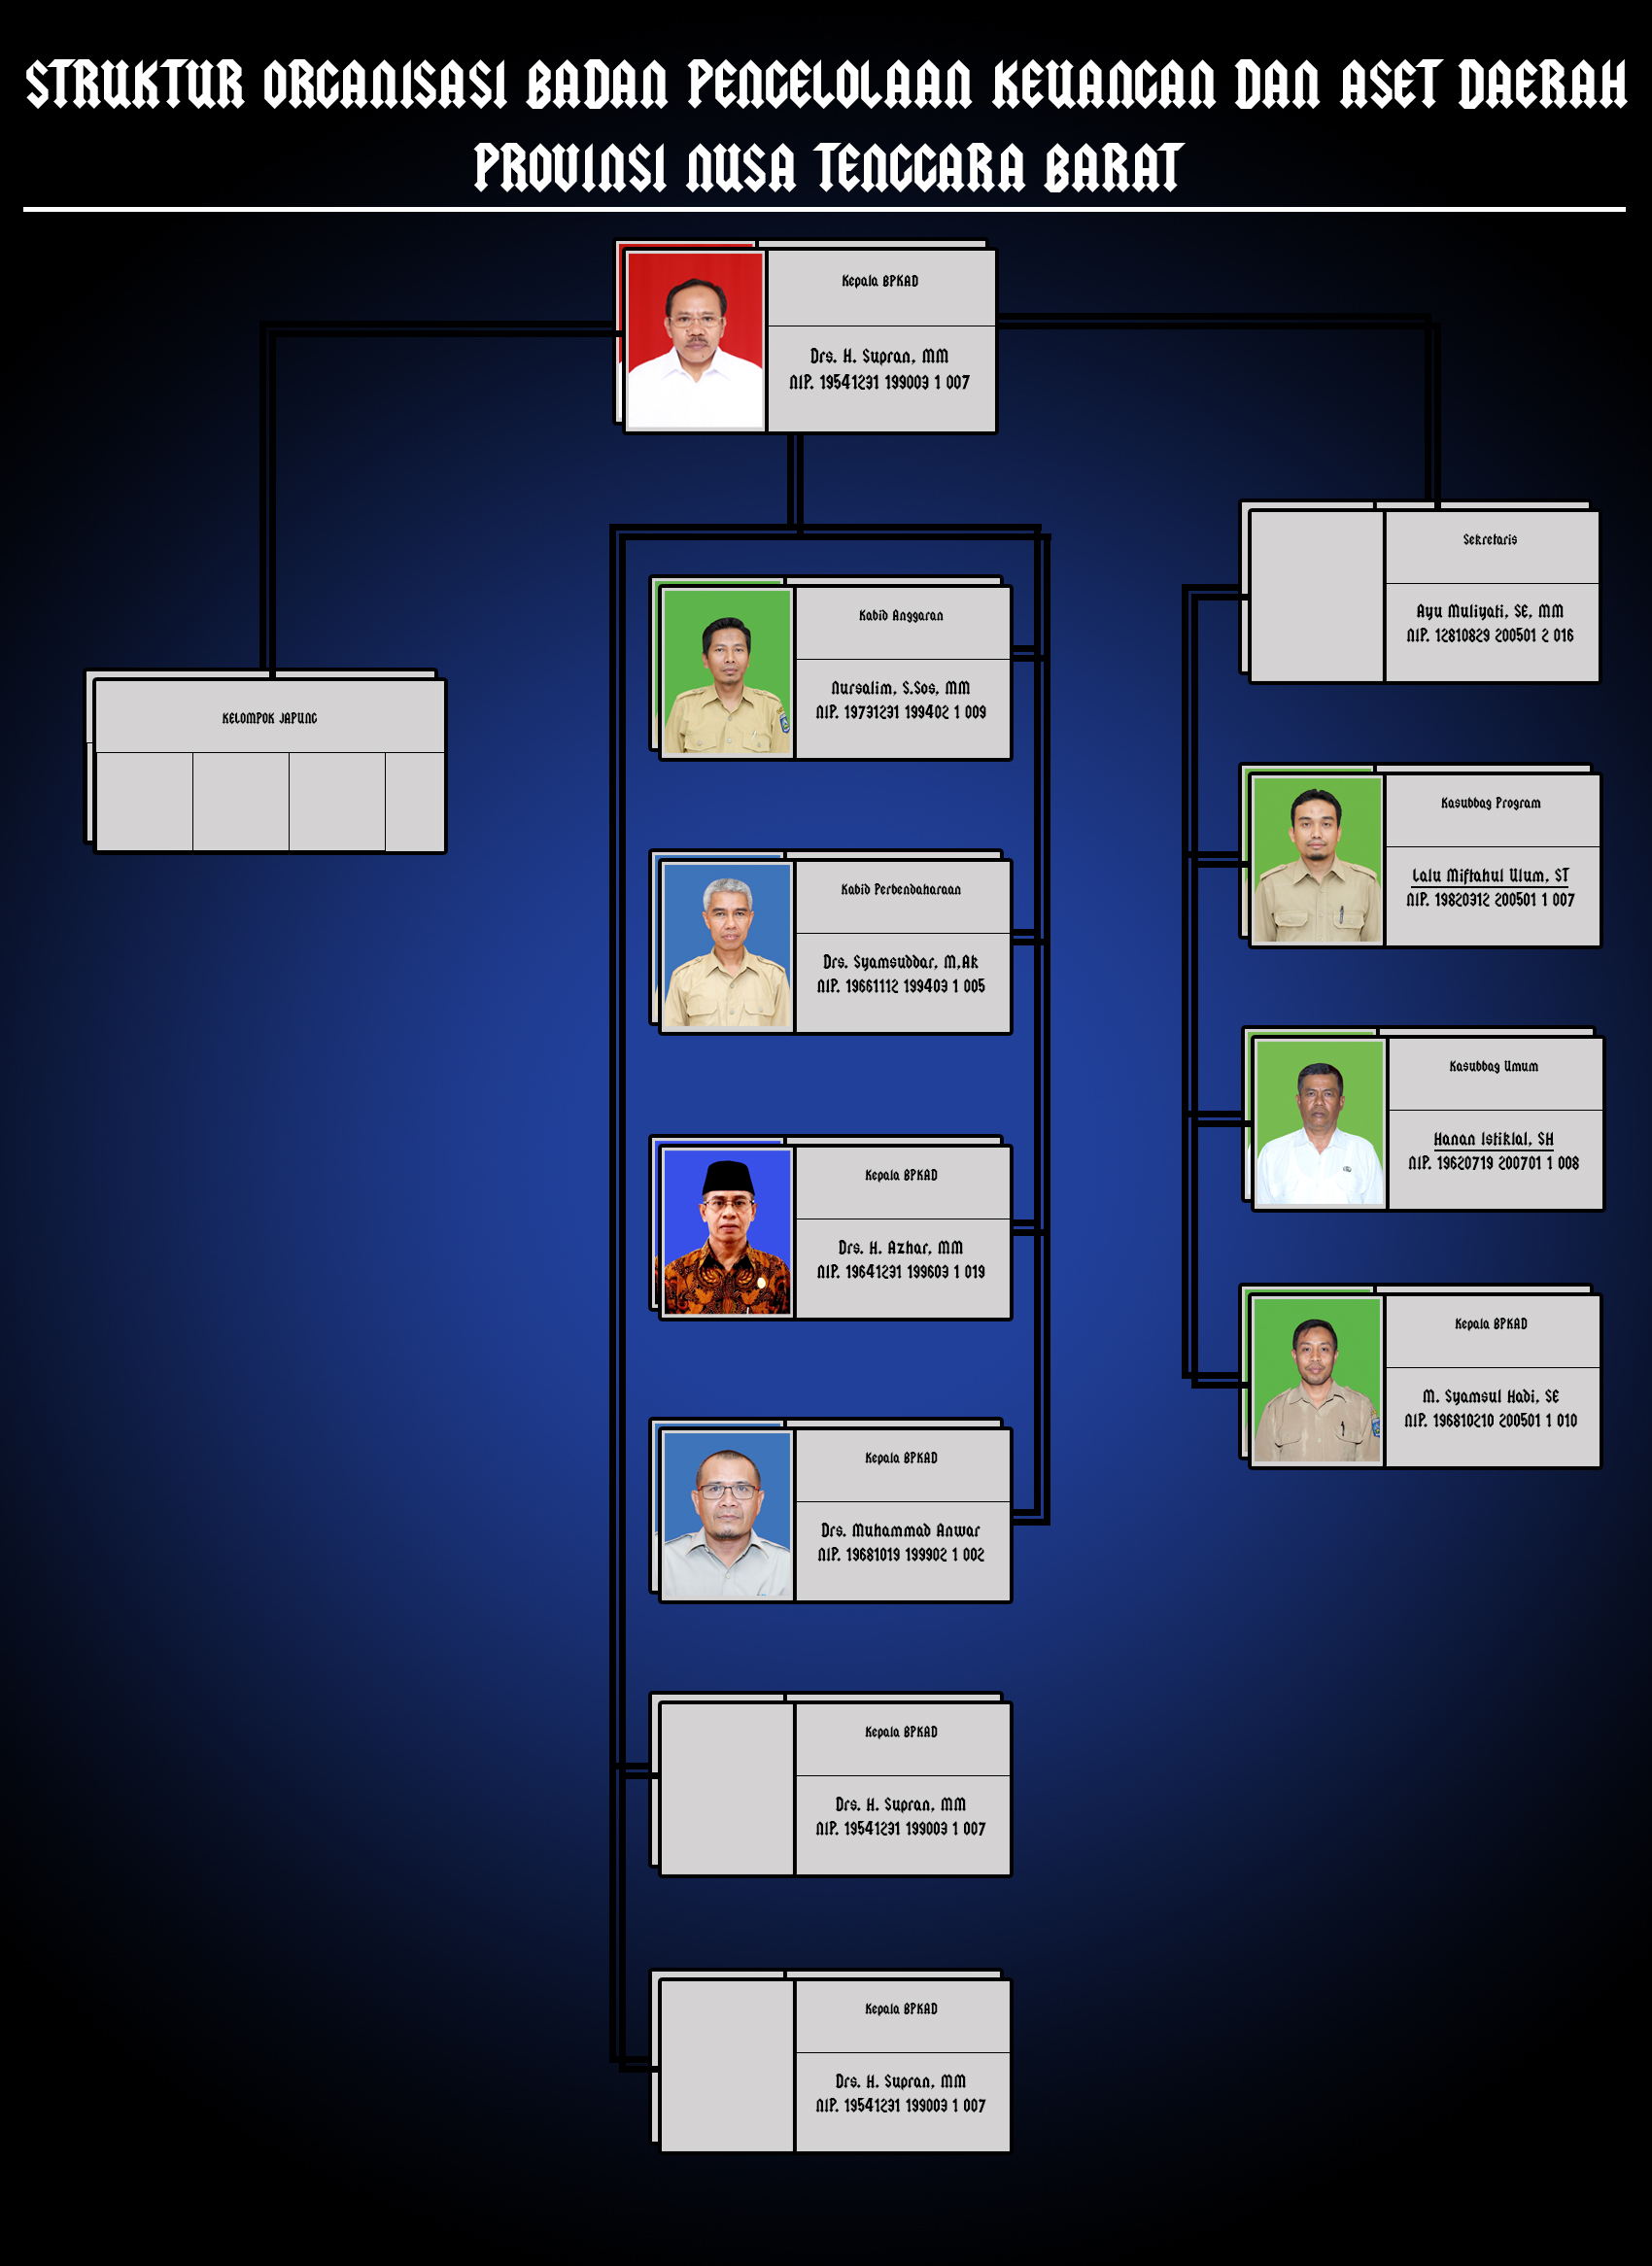 STRUKTUR ORGANISASI BADAN PENGELOLAAN KEUANGAN DAN ASET DAERAH
PROVINSI NUSA TENGGARA BARAT
Kepala BPKAD
Drs. H. Supran, MM
NIP. 19541231 199003 1 007
KELOMPOK JAPUNG
Kabid Anggaran
Nursalim, S.Sos, MM
NIP. 19731231 199402 1 009
Kabid Perbendaharaan
Drs. Syamsuddar, M,Ak
NIP. 19661112 199403 1 005
Kepala BPKAD
Drs. H. Azhar, MM
NIP. 19641231 199603 1 019
Kepala BPKAD
Drs. Muhammad Anwar
NIP. 19681019 199902 1 002
Kepala BPKAD
Drs. H. Supran, MM
NIP. 19541231 199003 1 007
Kepala BPKAD
Drs. H. Supran, MM
NIP. 19541231 199003 1 007
Sekretaris
Ayu Muliyati, SE, MM
NIP. 12810829 200501 2 016
Kasubbag Program
Lalu Miftahul Ulum, ST
NIP. 19820312 200501 1 007
Kasubbag Umum
Hanan Istiklal, SH
NIP. 19620719 200701 1 008
Kepala BPKAD
M. Syamsul Hadi, SE
NIP. 196810210 200501 1 010